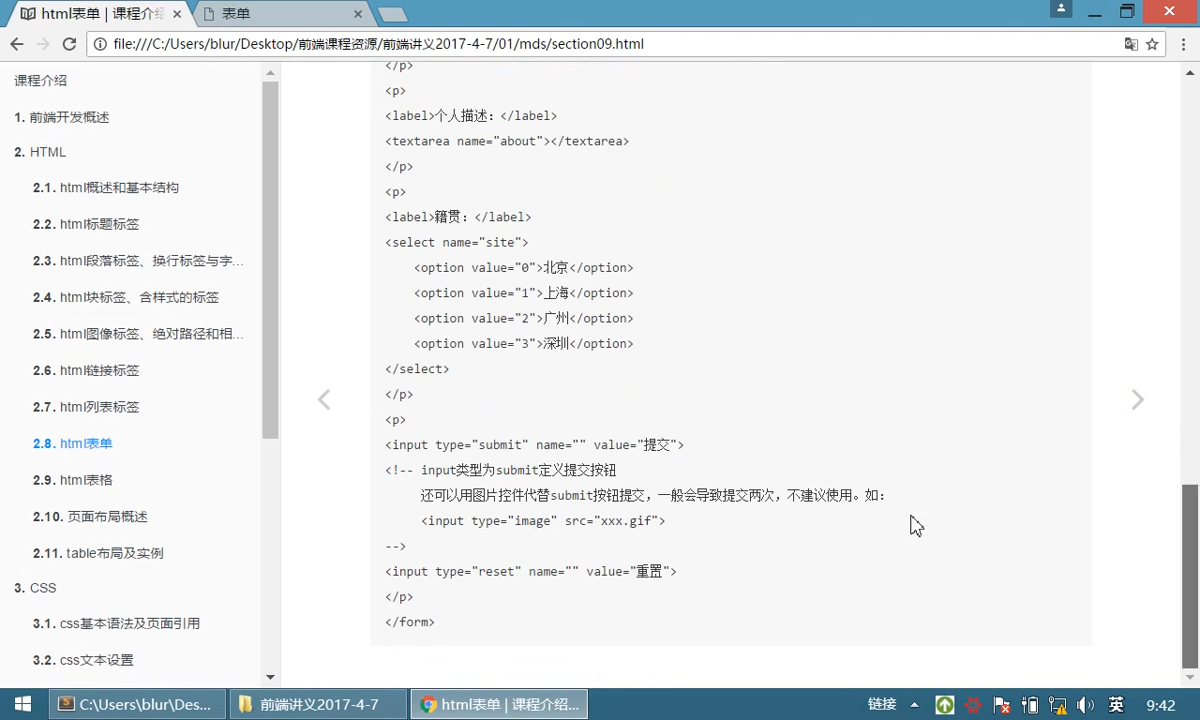 html表单 | 课程介绍
表单
file:///C:/Users/blur/Desktop/前端课程资源/前端讲义2017-4-7/01/mds/section09.html
课程介绍
1. 前端开发概述
2. HTML
2.1. html概述和基本结构
2.2. html标题标签
2.3. html段落标签、换行标签与字...
2.4. html块标签、含样式的标签
2.5. html图像标签、绝对路径和相...
2.6. html链接标签
2.7. html列表标签
2.8. html表单
2.9. html表格
2.10. 页面布局概述
2.11. table布局及实例
3. CSS
3.1. css基本语法及页面引用
3.2. css文本设置
</p>
<p>
<label>个人描述：</label>
<textarea name="about"></textarea>
</p>
<p>
<label>籍贯：</label>
<select name="site">
<option value="0">北京</option>
<option value="1">上海</option>
<option value="2">广州</option>
<option value="3">深圳</option>
</select>
</p>
<p>
<input type="submit" name="" value="提交">
<!-- input类型为submit定义提交按钮
还可以用图片控件代替submit按钮提交，一般会导致提交两次，不建议使用。如：
<input type="image" src="xxx.gif">
-->
<input type="reset" name="" value="重置">
</p>
</form>
C:\Users\blur\Des...
前端讲义2017-4-7
html表单 | 课程介绍...
链接
英
9:42